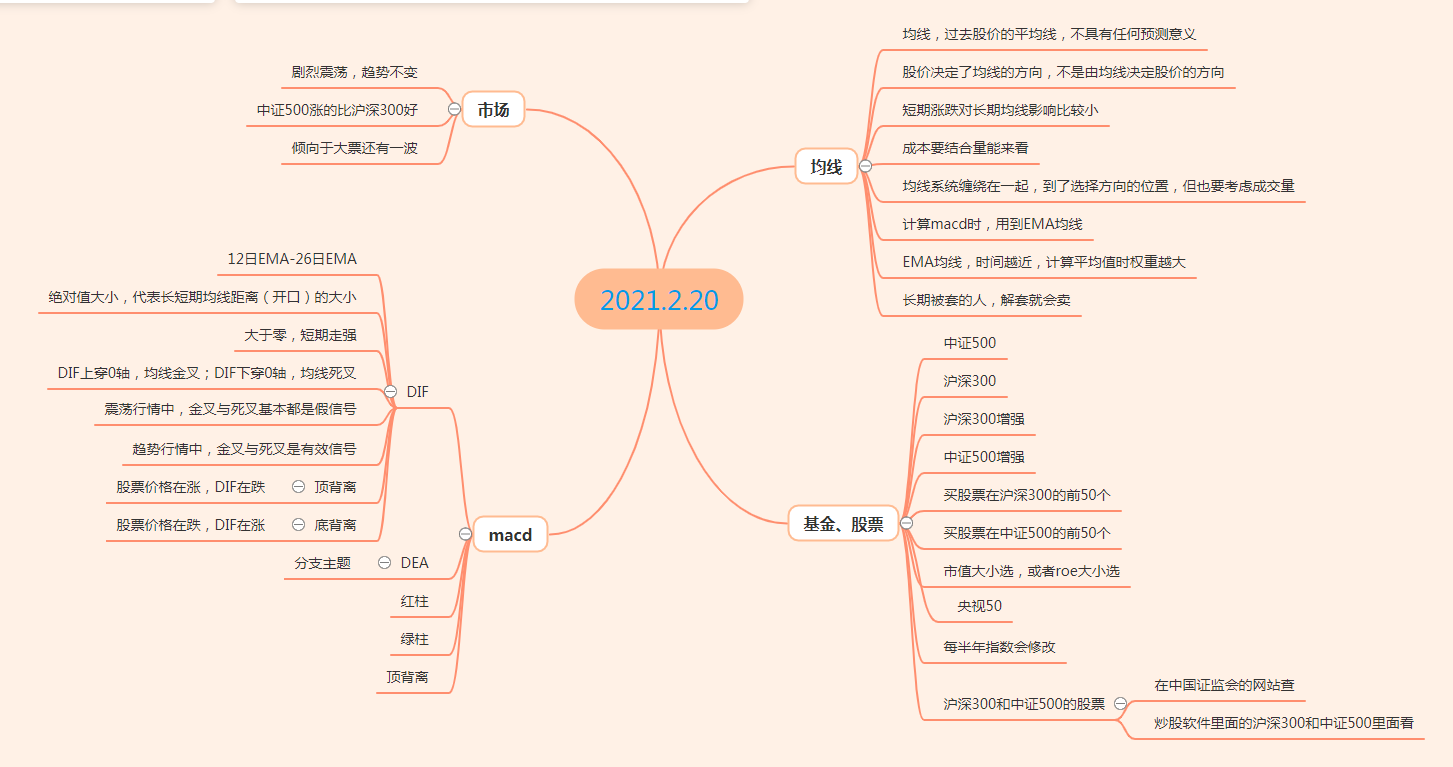 2021.2.20
市场
剧烈震荡，趋势不变
中证500涨的比沪深300好
倾向于大票还有一波
均线
均线，过去股价的平均线，不具有任何预测意义
股价决定了均线的方向，不是由均线决定股价的方向
短期涨跌对长期均线影响比较小
成本要结合量能来看
均线系统缠绕在一起，到了选择方向的位置，但也要考虑成交量
计算macd时，用到EMA均线
EMA均线，时间越近，计算平均值时权重越大
长期被套的人，解套就会卖
macd
DIF
12日EMA-26日EMA
绝对值大小，代表长短期均线距离（开口）的大小
大于零，短期走强
DIF上穿0轴，均线金叉；DIF下穿0轴，均线死叉
震荡行情中，金叉与死叉基本都是假信号
趋势行情中，金叉与死叉是有效信号
股票价格在涨，DIF在跌
顶背离
股票价格在跌，DIF在涨
底背离
分支主题
DEA
红柱
绿柱
顶背离
基金、股票
中证500
沪深300
沪深300增强
中证500增强
买股票在沪深300的前50个
买股票在中证500的前50个
市值大小选，或者roe大小选
央视50
每半年指数会修改
沪深300和中证500的股票
在中国证监会的网站查
炒股软件里面的沪深300和中证500里面看